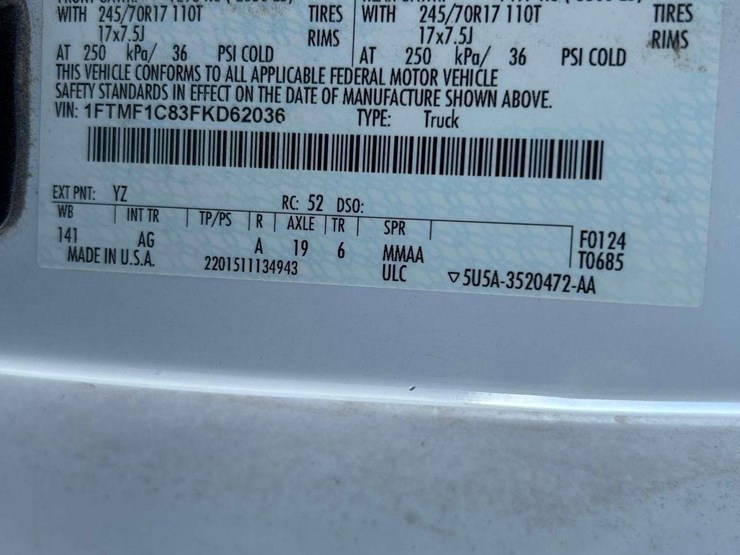 WITH 245/70R17 110T TIRES WITH 245/70R17 110T TIRES
17x7.5J RIMS 17x7.5J RIMS
AT 250 kPa/ 36 PSI COLD AT 250 kPa/ 36 PSI COLD
THIS VEHICLE CONFORMS TO ALL APPLICABLE FEDERAL MOTOR VEHICLE
SAFETY STANDARDS IN EFFECT ON THE DATE OF MANUFACTURE SHOWN ABOVE.
VIN: 1FTMF1C83FKD62036 TYPE: Truck
EXT PNT: YZ RC: 52 DSO:
WB INT TR TP/PS R AXLE TR SPR
141 AG A 19 6 MMAA F0124
MADE IN U.S.A. 2201511134943 ULC T0685
▽5U5A-3520472-AA